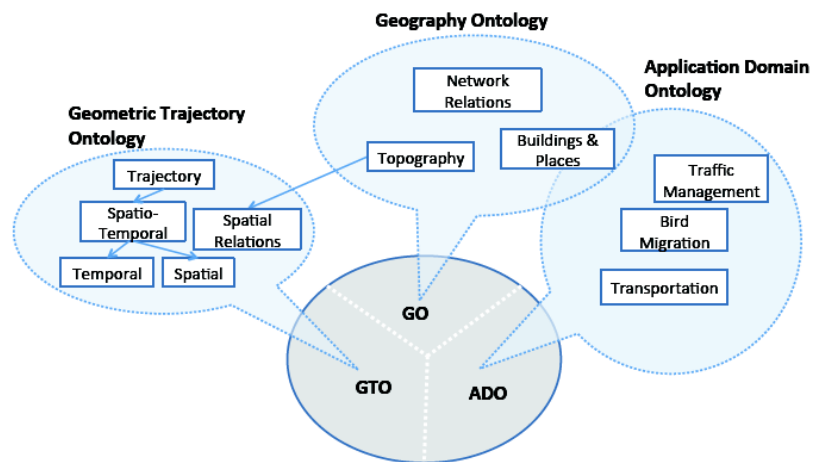 Geography Ontology
Application Domain
Ontology
Geometric Trajectory
Ontology
Network
Relations
Buildings &
Places
Topography
Trajectory
Spatio-
Temporal
Spatial
Relations
Temporal
Spatial
Traffic
Management
Bird
Migration
Transportation
GO
GTO
ADO